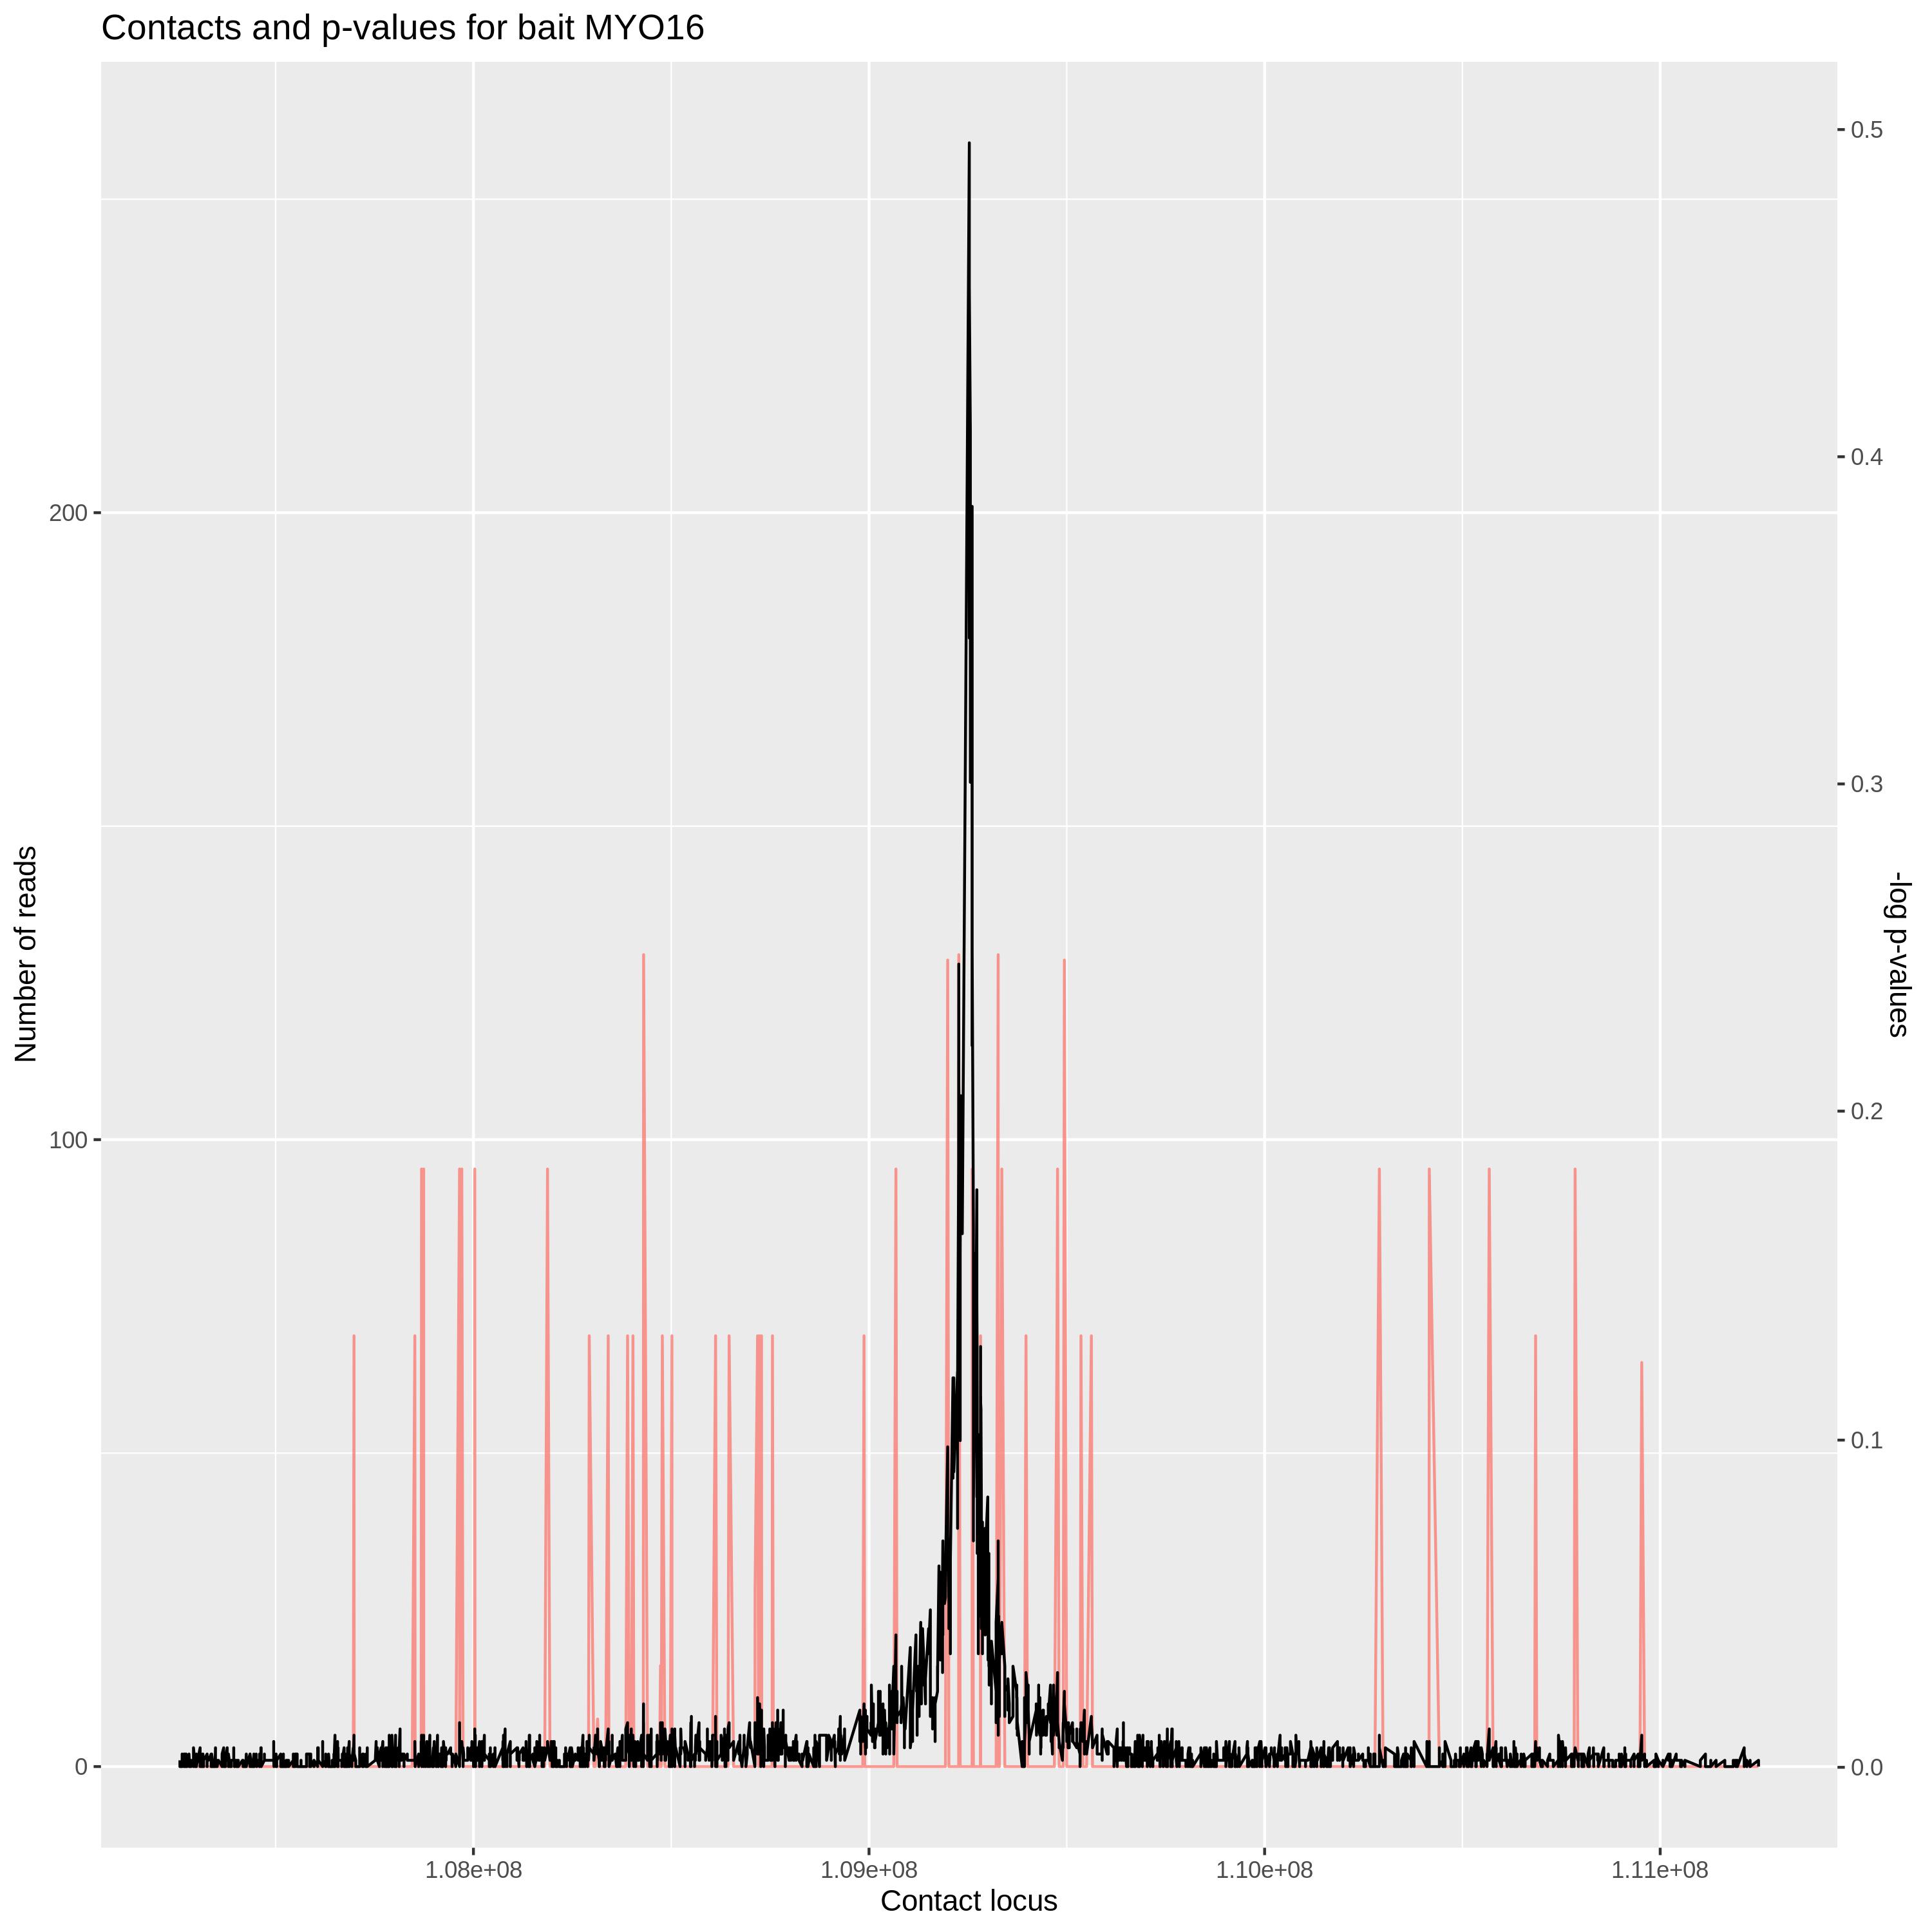 Contacts and p-values for bait MYO16
Number of reads
200
100
0
0.5
0.4
0.3
0.2
0.1
0.0
-log p-values
1.08e+08
1.09e+08
1.10e+08
1.11e+08
Contact locus